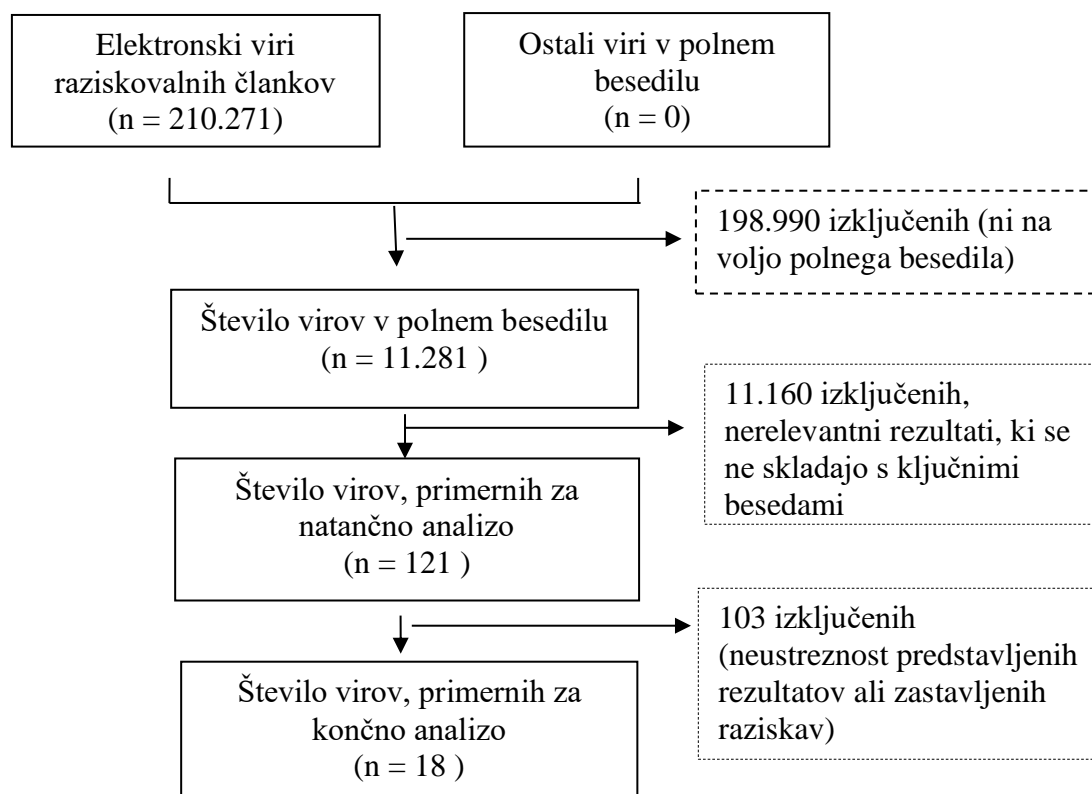 Elektronski viri
raziskovalnih člankov
(n = 210.271)
Ostali viri v polnem
besedilu
(n = 0)
198.990 izključenih (ni na
voljo polnega besedila)
Število virov v polnem besedilu
(n = 11.281 )
11.160 izključenih,
nerelevantni rezultati, ki se
ne skladajo s ključnimi
besedami
Število virov, primernih za
natančno analizo
(n = 121 )
103 izključenih
(neustreznost predstavljenih
rezultatov ali zastavljenih
raziskav)
Število virov, primernih za
končno analizo
(n = 18 )